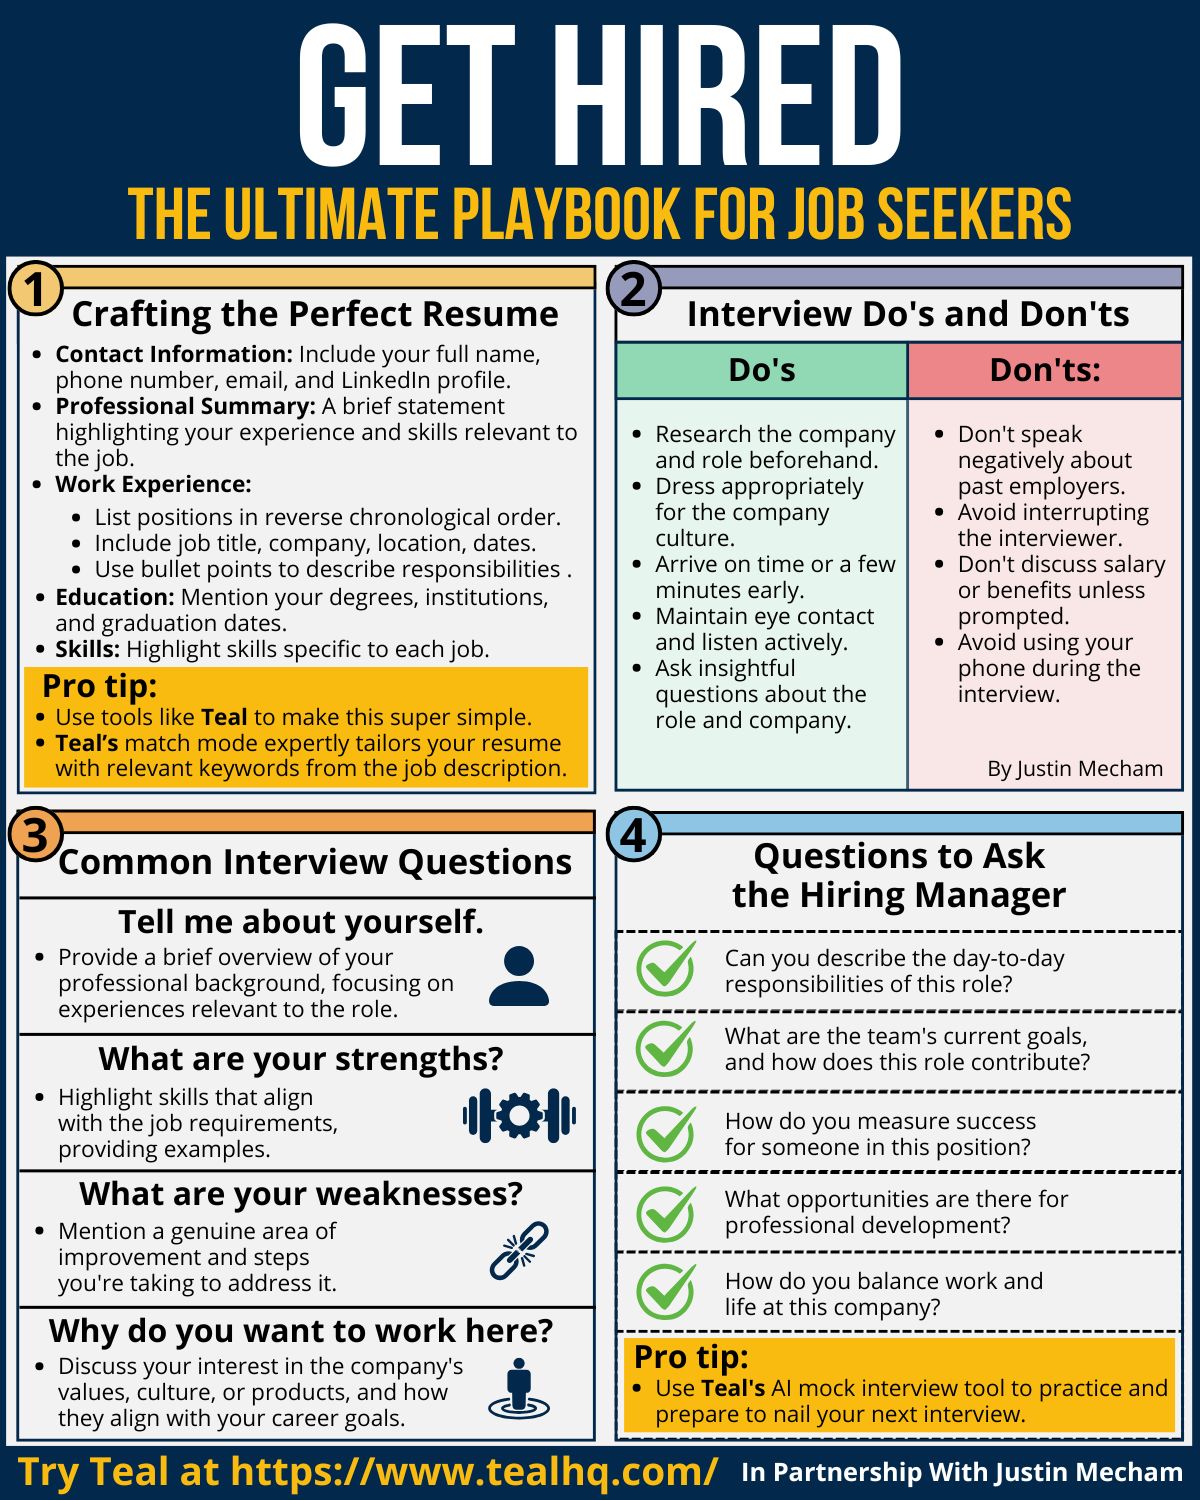 GET HIRED
THE ULTIMATE PLAYBOOK FOR JOB SEEKERS
1
Crafting the Perfect Resume
• Contact Information: Include your full name,
phone number, email, and LinkedIn profile.
• Professional Summary: A brief statement
highlighting your experience and skills relevant to
the job.
• Work Experience:
• List positions in reverse chronological order.
• Include job title, company, location, dates.
• Use bullet points to describe responsibilities .
• Education: Mention your degrees, institutions,
and graduation dates.
• Skills: Highlight skills specific to each job.
Pro tip:
• Use tools like Teal to make this super simple.
• Teal’s match mode expertly tailors your resume
with relevant keywords from the job description.
2
Interview Do's and Don'ts
Do's
• Research the company
and role beforehand.
• Dress appropriately
for the company
culture.
• Arrive on time or a few
minutes early.
• Maintain eye contact
and listen actively.
• Ask insightful
questions about the
role and company.
Don'ts:
• Don't speak
negatively about
past employers.
• Avoid interrupting
the interviewer.
• Don't discuss salary
or benefits unless
prompted.
• Avoid using your
phone during the
interview.
By Justin Mecham
3
Common Interview Questions
Tell me about yourself.
• Provide a brief overview of your
professional background, focusing on
experiences relevant to the role.
What are your strengths?
• Highlight skills that align
with the job requirements,
providing examples.
What are your weaknesses?
• Mention a genuine area of
improvement and steps
you're taking to address it.
Why do you want to work here?
• Discuss your interest in the company's
values, culture, or products, and how
they align with your career goals.
4
Questions to Ask
the Hiring Manager
Can you describe the day-to-day
responsibilities of this role?
What are the team's current goals,
and how does this role contribute?
How do you measure success
for someone in this position?
What opportunities are there for
professional development?
How do you balance work and
life at this company?
Pro tip:
• Use Teal's AI mock interview tool to practice and
prepare to nail your next interview.
Try Teal at https://www.tealhq.com/
In Partnership With Justin Mecham